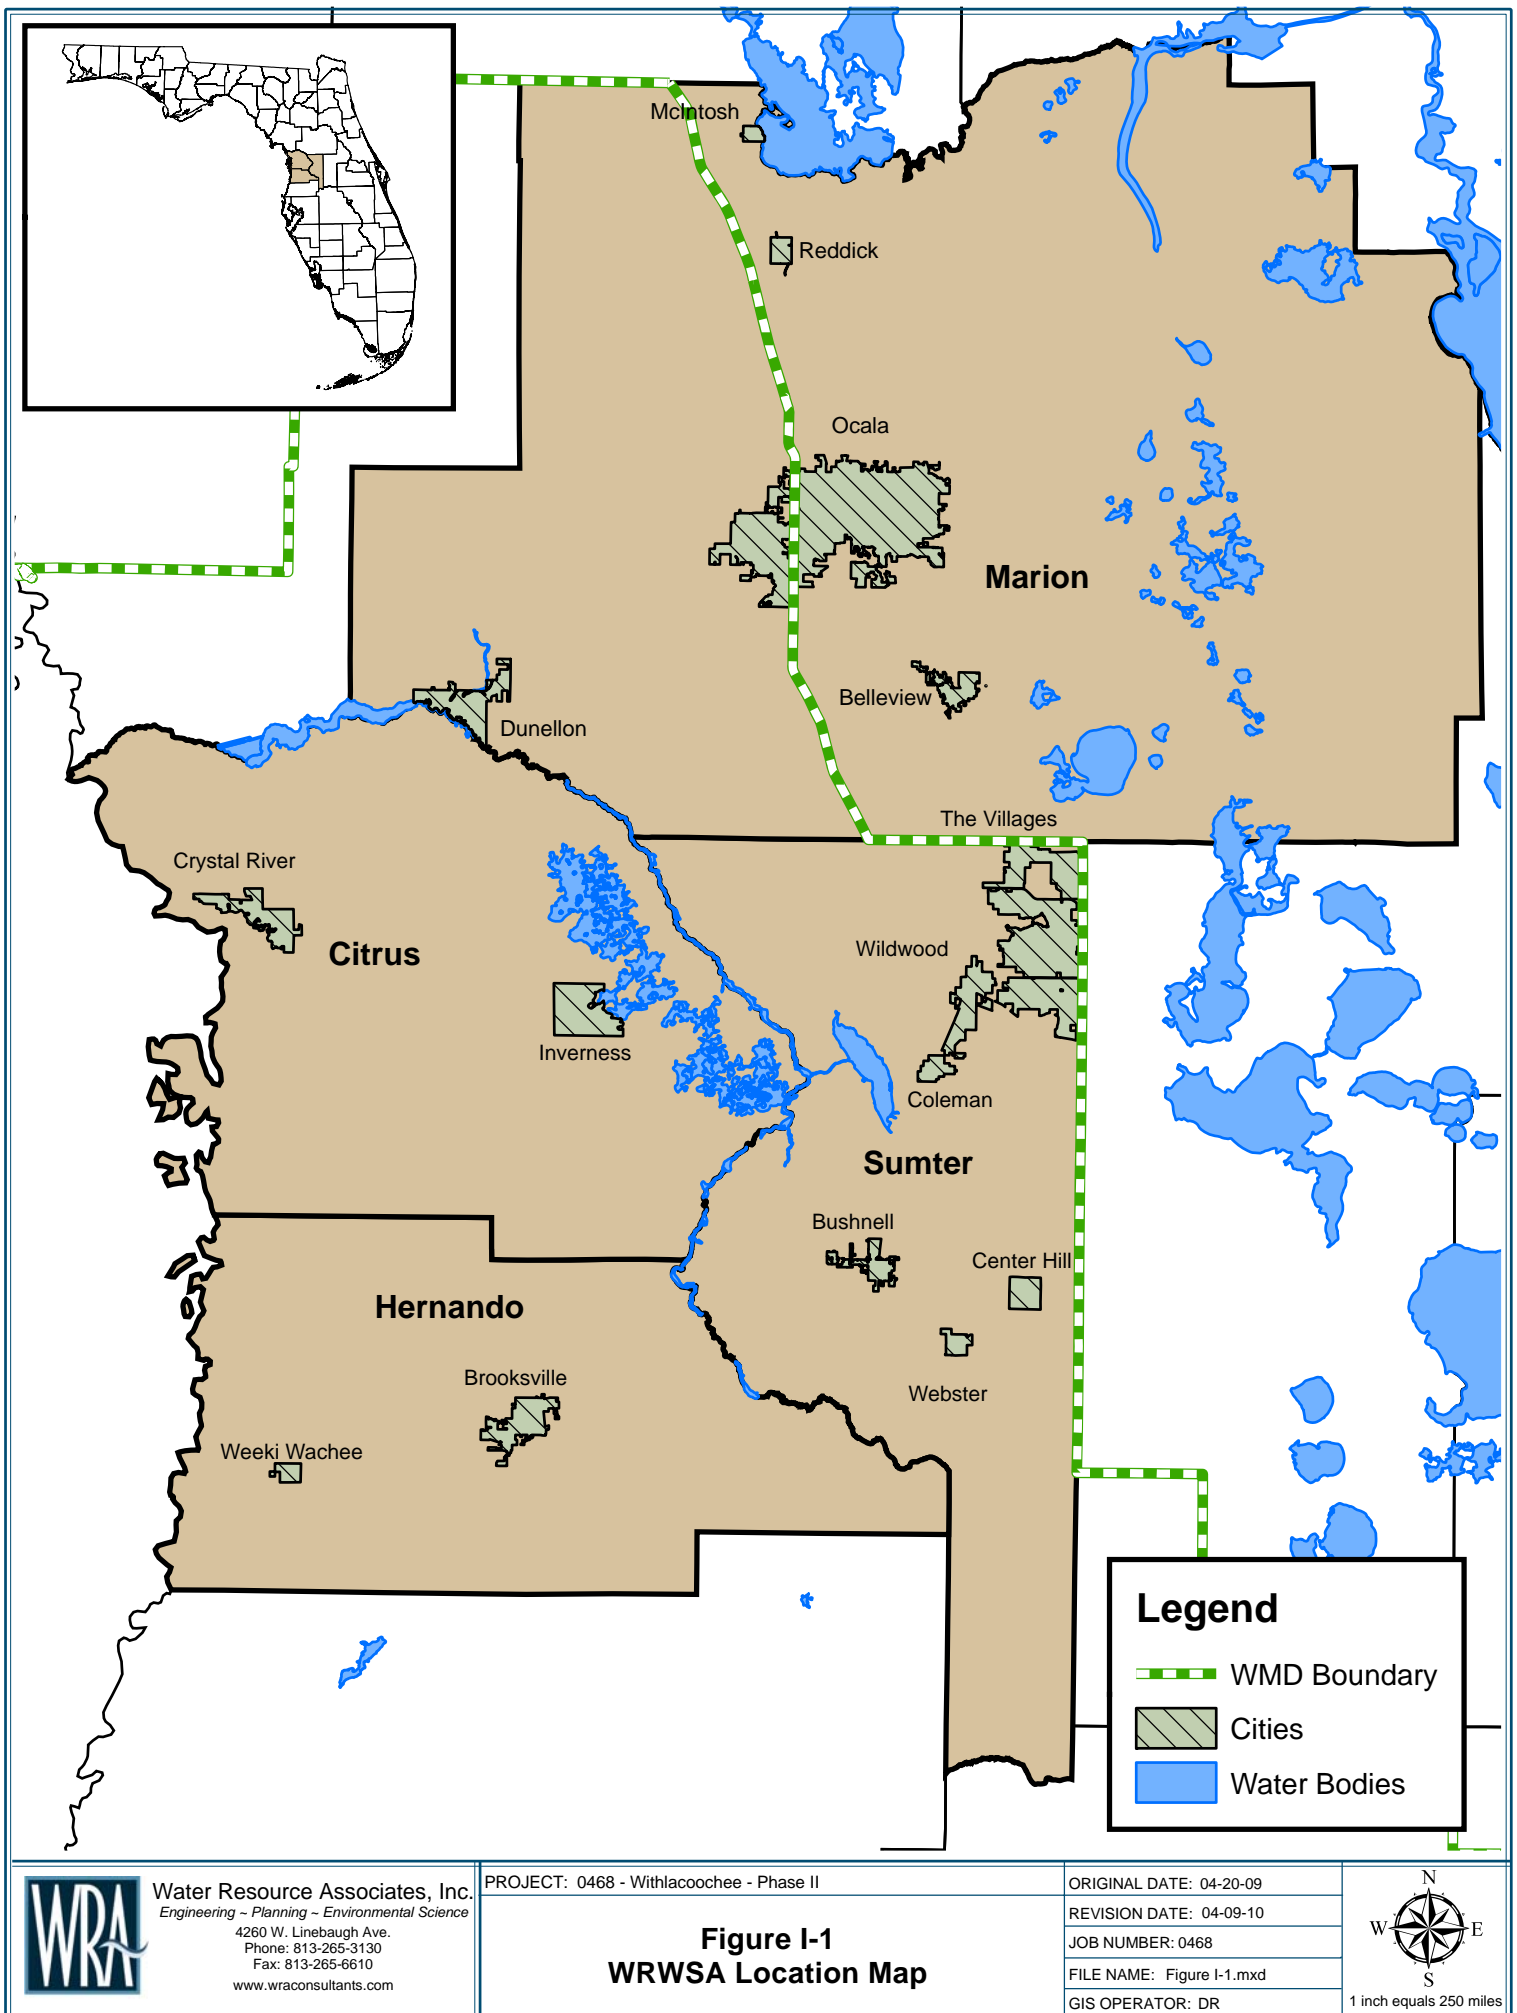 McIntosh
Reddick
Ocala
Marion
Belleview
Dunellon
The Villages
Crystal River
Citrus
Wildwood
Inverness
Coleman
Sumter
Bushnell
Center Hill
Hernando
Brooksville
Webster
Weeki Wachee
Legend
WMD Boundary
Cities
Water Bodies
WRA
Water Resource Associates, Inc.
Engineering ~ Planning ~ Environmental Science
4260 W. Linebaugh Ave.
Phone: 813-265-3130
Fax: 813-265-6610
www.wraconsultants.com
PROJECT: 0468 - Withlacoochee - Phase II
Figure I-1
WRWSA Location Map
ORIGINAL DATE: 04-20-09
REVISION DATE: 04-09-10
JOB NUMBER: 0468
FILE NAME: Figure I-1.mxd
GIS OPERATOR: DR
N
W E
S
1 inch equals 250 miles